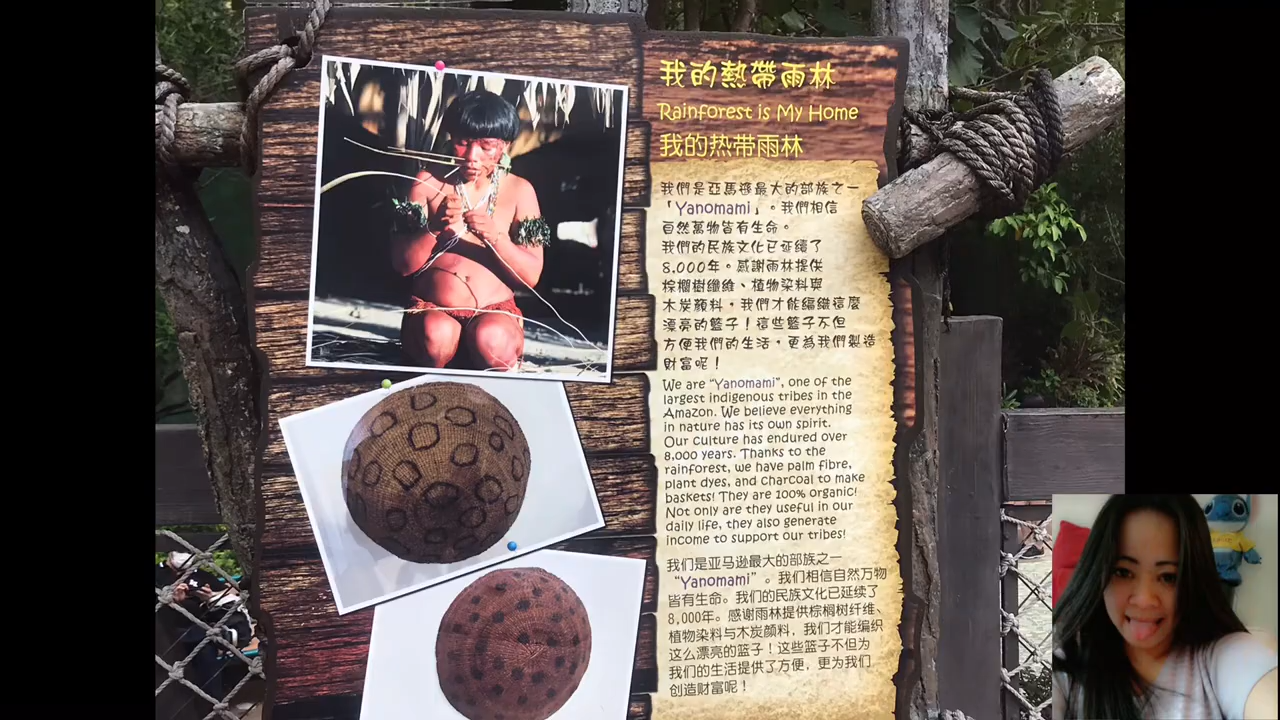 我的熱帶雨林
Rainforest is My Home
我的热带雨林
我們是亞馬遜最大的部族之一
「Yanomami」。我們相信
自然萬物皆有生命。
我們的民族文化已延續了
8,000年。感謝雨林提供
棕櫚樹纖維、植物染料與
木炭顏料，我們才能編織這麼
漂亮的籃子！這些籃子不但
方便我們的生活，更為我們製造
財富呢！
We are “Yanomami”, one of the
largest indigenous tribes in the
Amazon. We believe everything
in nature has its own spirit.
Our culture has endured over
8,000 years. Thanks to the
rainforest, we have palm fibre,
plant dyes, and charcoal to make
baskets! They are 100% organic!
Not only are they useful in our
daily life, they also generate
income to support our tribes!
我们是亚马逊最大的部族之一
“Yanomami”。我们相信自然万物
皆有生命。我们的民族文化已延续了
8,000年。感谢雨林提供棕榈树纤维、
植物染料与木炭颜料，我们才能编织
这么漂亮的篮子！这些篮子不但为
我们的生活提供了方便，更为我们
创造财富呢！